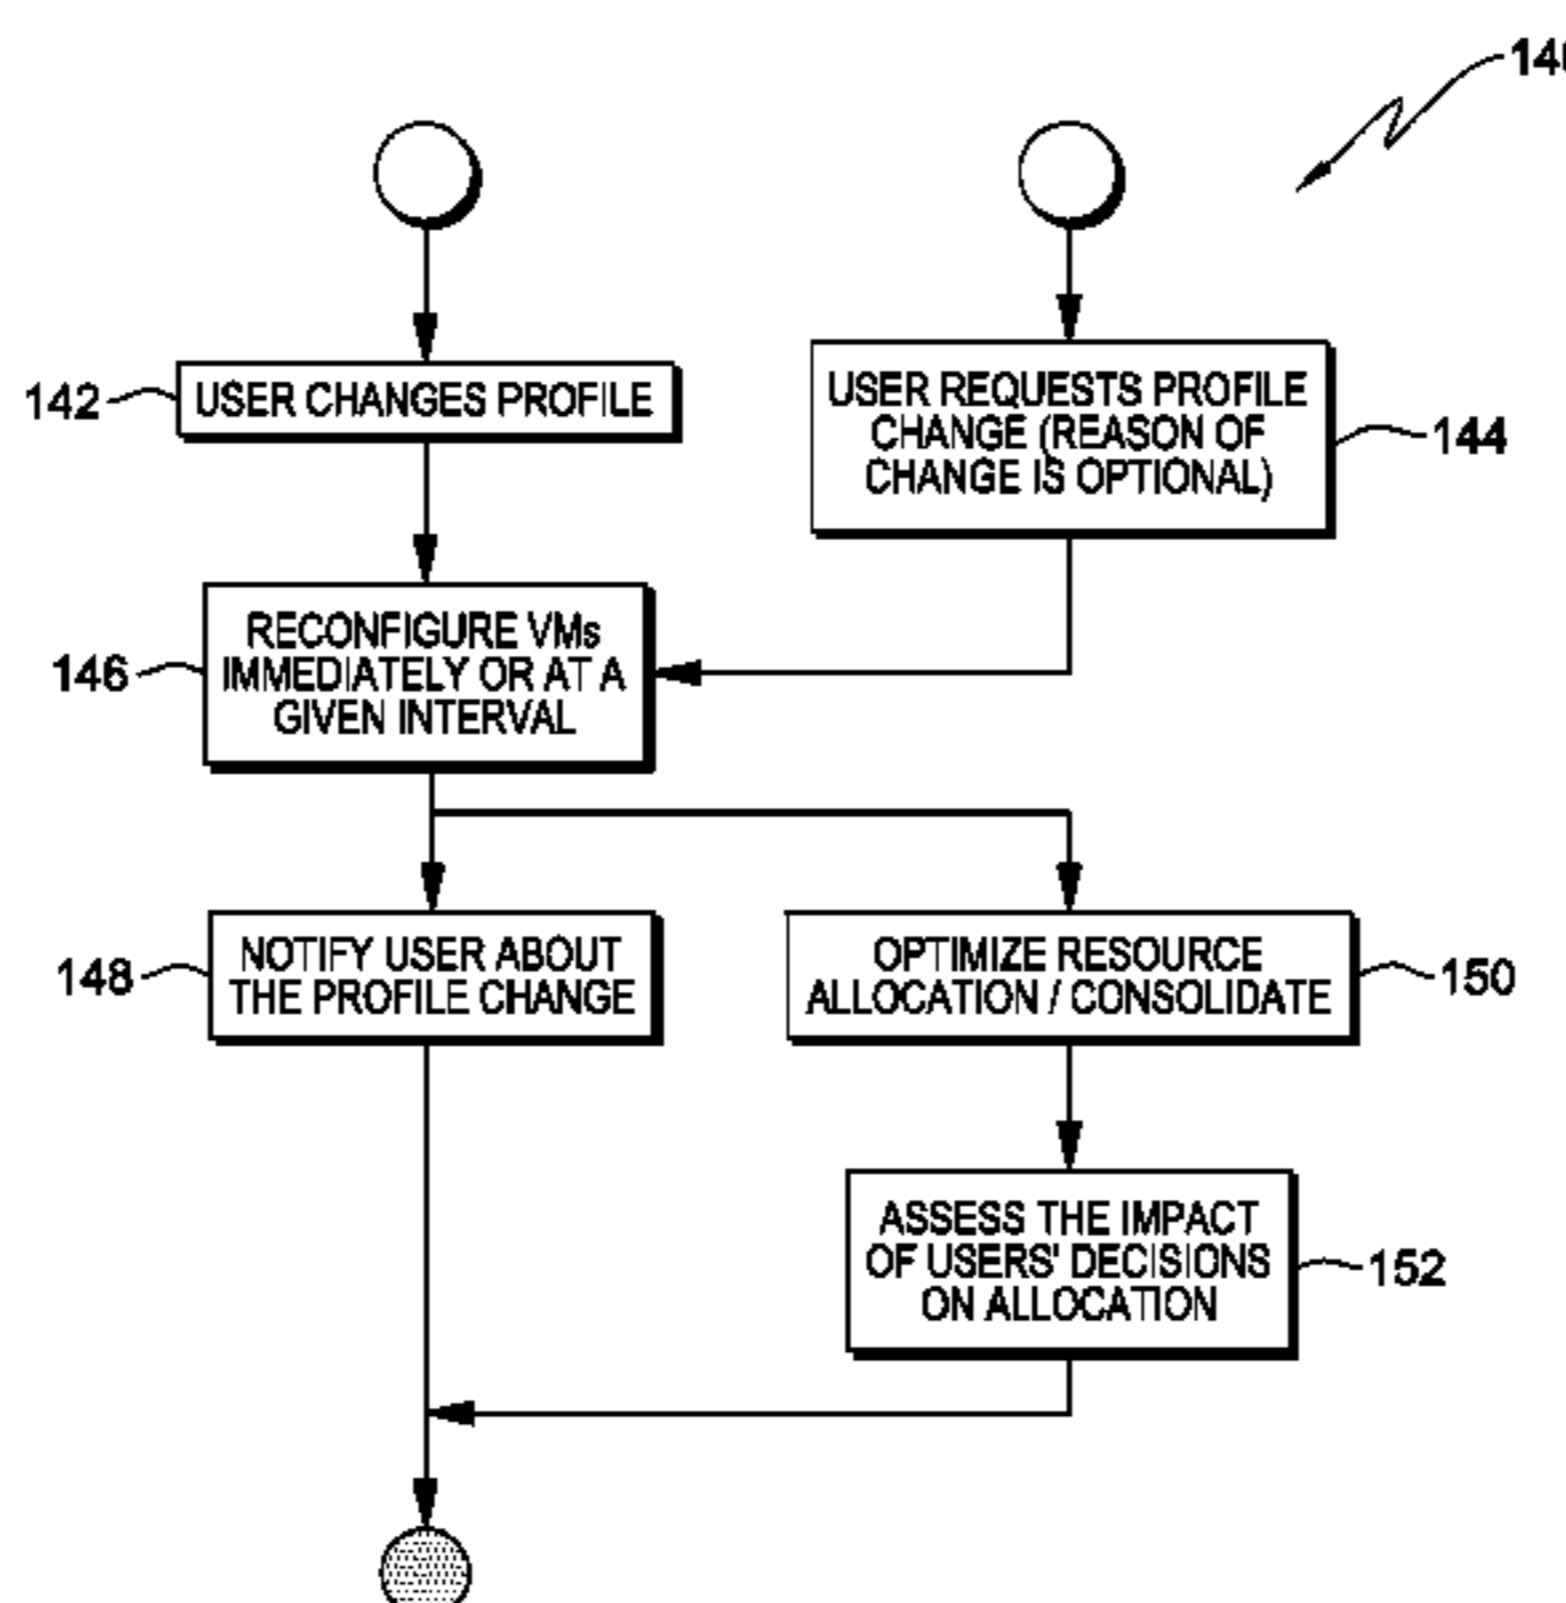 142
USER CHANGES PROFILE
USER REQUESTS PROFILE
CHANGE (REASON OF
CHANGE IS OPTIONAL)
144
146
RECONFIGURE VMs
IMMEDIATELY OR AT A
GIVEN INTERVAL
148
NOTIFY USER ABOUT
THE PROFILE CHANGE
OPTIMIZE RESOURCE
ALLOCATION / CONSOLIDATE
150
ASSESS THE IMPACT
OF USERS' DECISIONS
ON ALLOCATION
152